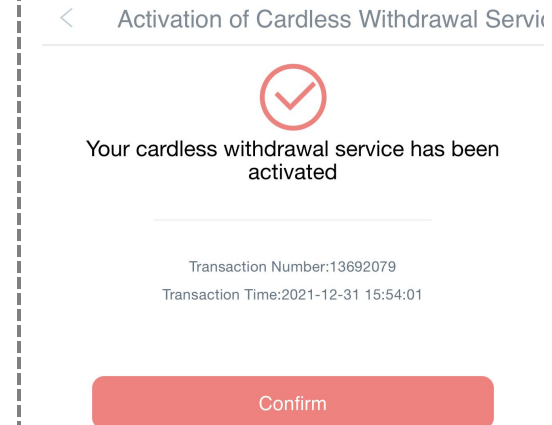 Activation of Cardless Withdrawal Servic
Your cardless withdrawal service has been
activated
Transaction Number:13692079
Transaction Time:2021-12-31 15:54:01
Confirm